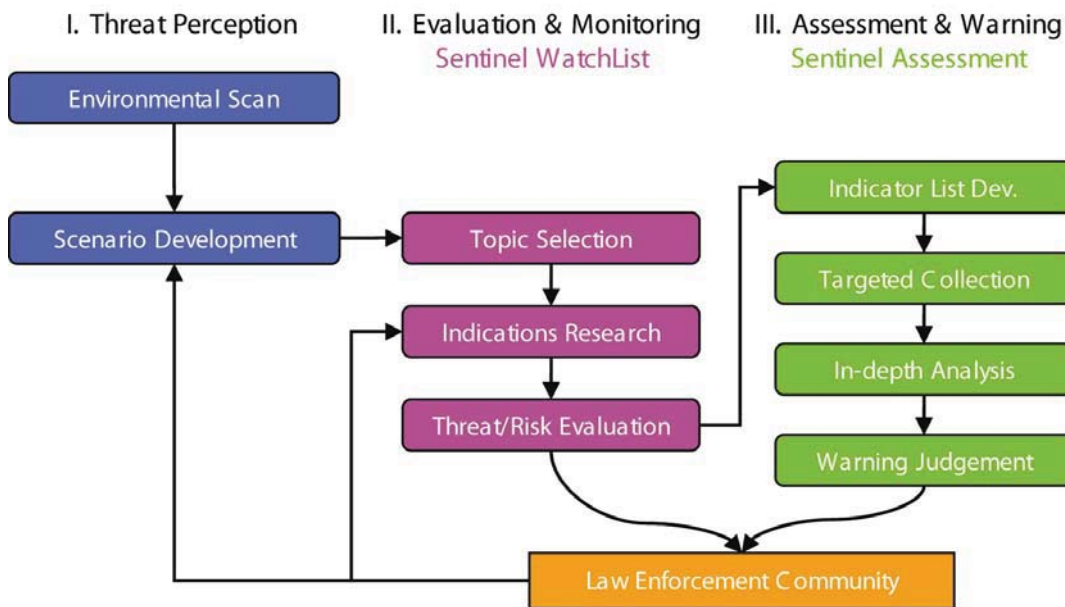 I. Threat Perception
II. Evaluation & Monitoring
Sentinel WatchList
III. Assessment & Warning
Sentinel Assessment
Environmental Scan
Scenario Development
Topic Selection
Indications Research
Threat/Risk Evaluation
Indicator List Dev.
Targeted Collection
In-depth Analysis
Warning Judgement
Law Enforcement Community